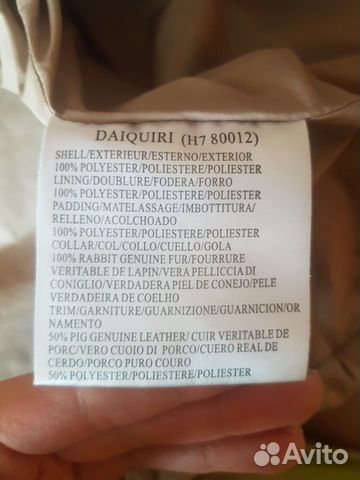 DAIQUIRI (H7 80012)
SHELL/EXTERIEUR/ESTERNO/EXTERIOR
100% POLYESTER/POLIESTERE/POLIESTER
LINING/DOUBLURE/FODERA/FORRO
100% POLYESTER/POLIESTERE/POLIESTER
PADDING/MATELASSAGE/IMBOTTITURA/
RELLENO/ACOLCHOADO
100% POLYESTER/POLIESTERE/POLIESTER
COLLAR/COL/COLLO/CUELLO/GOLA
100% RABBIT GENUINE FUR/FOURRURE
VERITABLE DE LAPIN/VERA PELLICCIA DI
CONIGLIO/VERDADERA PIEL DE CONEJO/PELE
VERDADEIRA DE COELHO
TRIM/GARNITURE/GUARNIZIONE/GUARNICION/OR
NAMENTO
50% PIG GENUINE LEATHER/ CUIR VERITABLE DE
PORC/VERO CUOIO DI PORCO/CUERO REAL DE
CERDO/PORCO PURO COURO
50% POLYESTER/POLIESTERE/POLIESTER
Avito